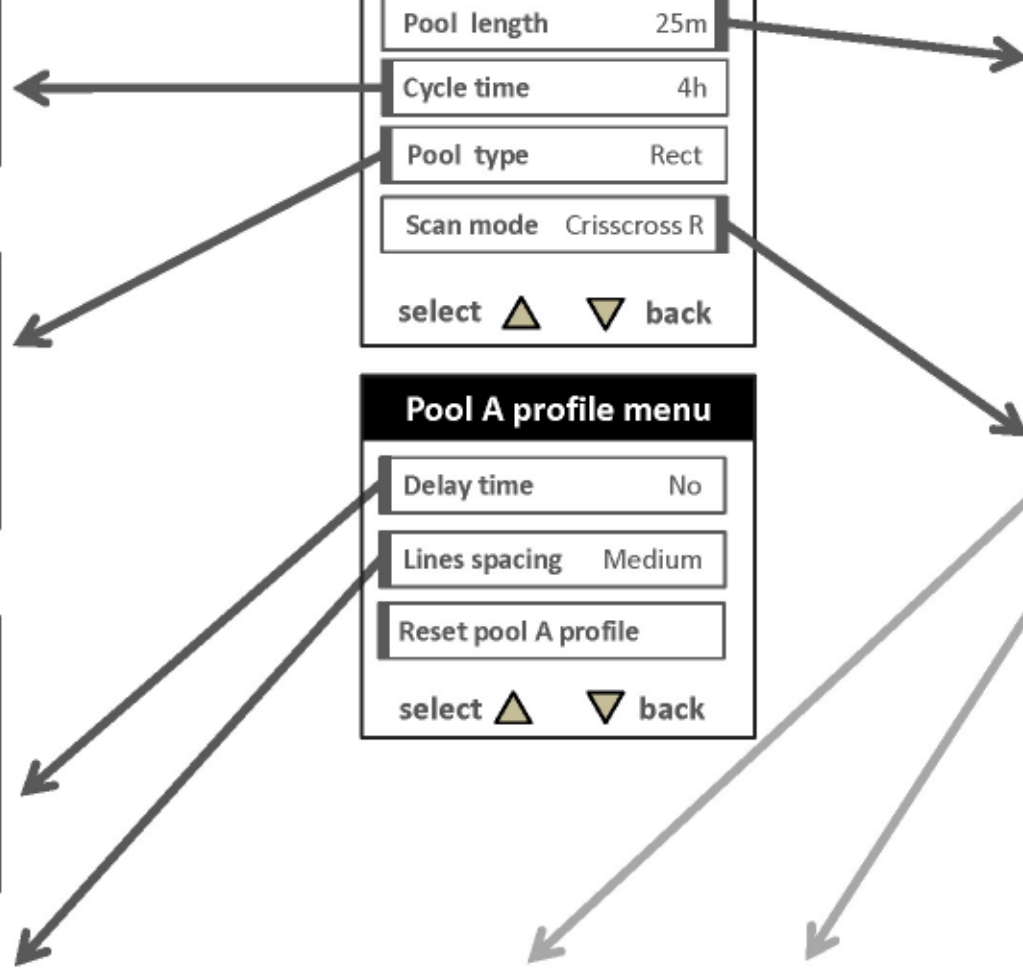 Pool length 25m
Cycle time 4h
Pool type Rect
Scan mode Crisscross R
select back
Pool A profile menu
Delay time No
Lines spacing Medium
Reset pool A profile
select back